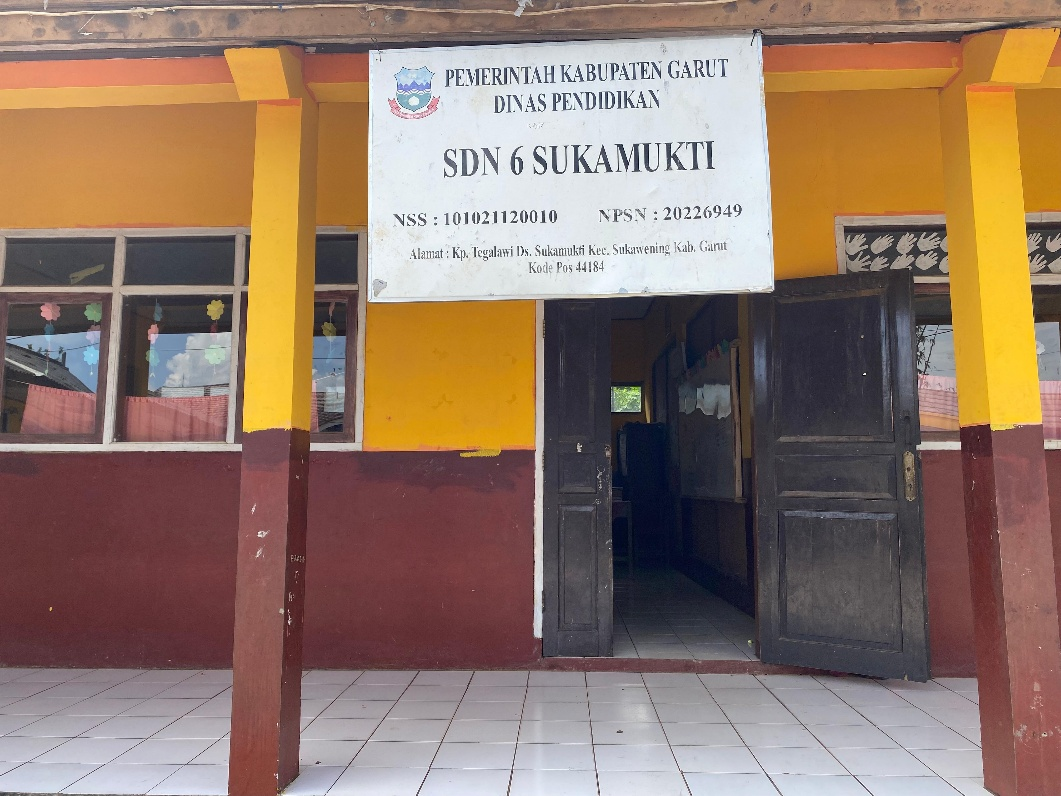 PEMERINTAH KABUPATEN GARUT
DINAS PENDIDIKAN
SDN 6 SUKAMUKTI
NSS : 101021120010 NPSN : 20226949
Alamat : Kp. Tegalawi Ds. Sukamukti Kec. Sukawening Kab. Garut
Kode Pos 44184